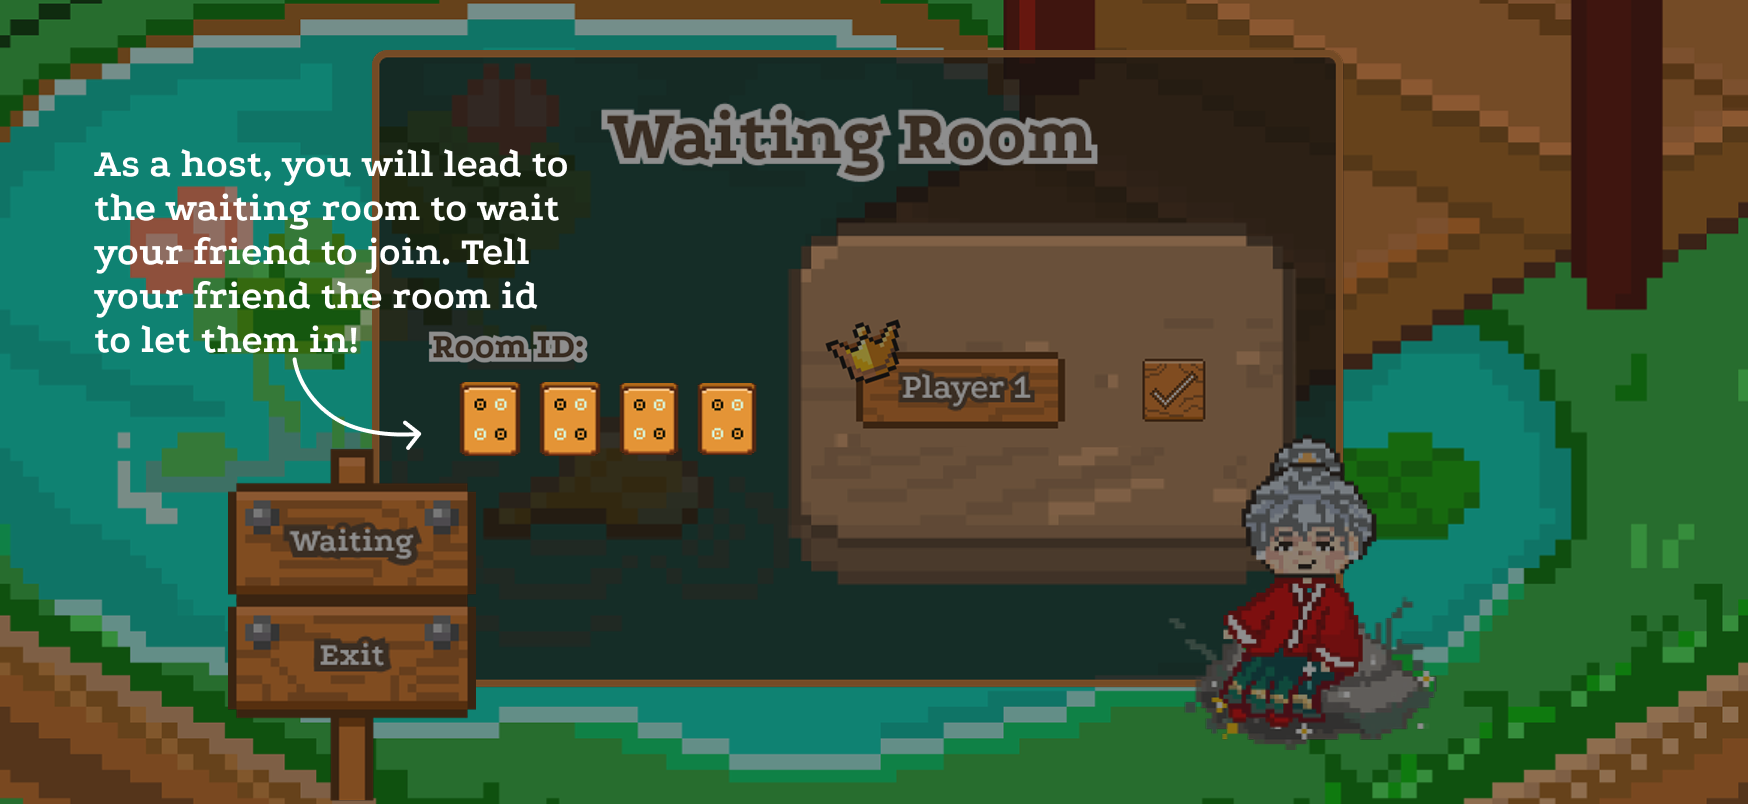 Waiting Room
As a host, you will lead to
the waiting room to wait
your friend to join. Tell
your friend the room id
to let them in!
Room ID:
Player 1
Waiting
Exit